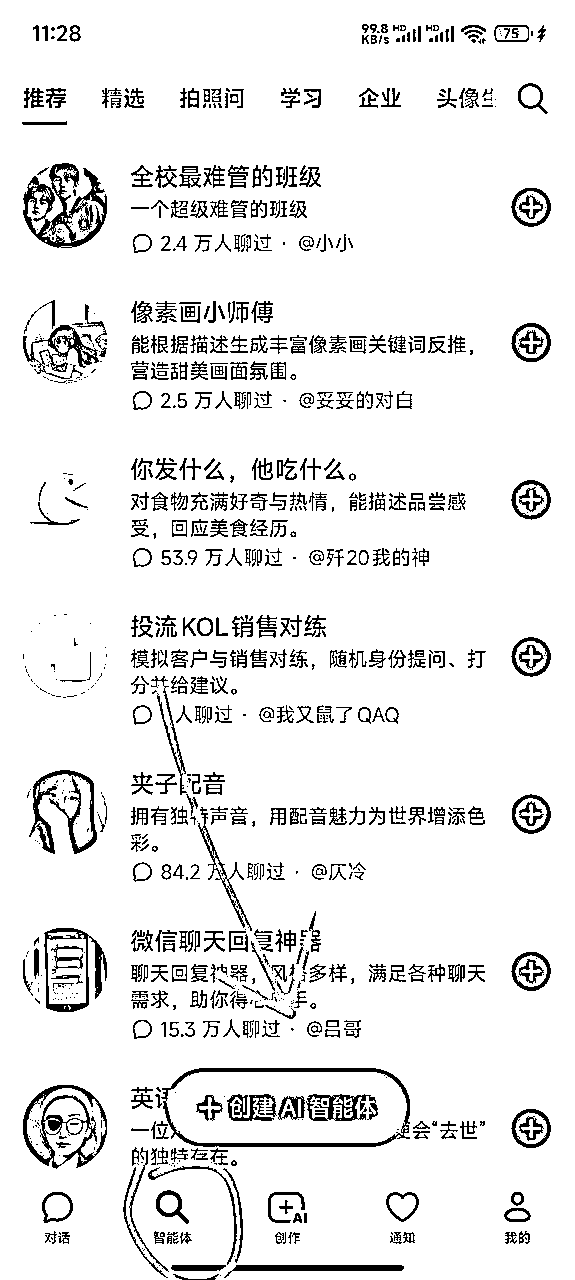 11:28
99.8 KB/s HD HD 75
推荐 精选 拍照问 学习 企业 头像生
全校最难管的班级
一个超级难管的班级
2.4 万人聊过 · @小小
像素画小师傅
能根据描述生成丰富像素画关键词反推，
营造甜美画面氛围。
2.5 万人聊过 · @妥妥的对白
你发什么，他吃什么。
对食物充满好奇与热情，能描述品尝感
受，回应美食经历。
53.9 万人聊过 · @歼20我的神
投流KOL销售对练
模拟客户与销售对练，随机身份提问、打
分并给建议。
人聊过 · @我又鼠了QAQ
夹子配音
拥有独特声音，用配音魅力为世界增添色
彩。
84.2 万人聊过 · @仄冷
微信聊天回复神器
聊天回复神器，风格多样，满足各种聊天
需求，助你得心应手。
15.3 万人聊过 · @吕哥
英语
创建 AI 智能体
一位 便会“去世”
的独特存在。
对话 智能体 AI 创作 通知 我的